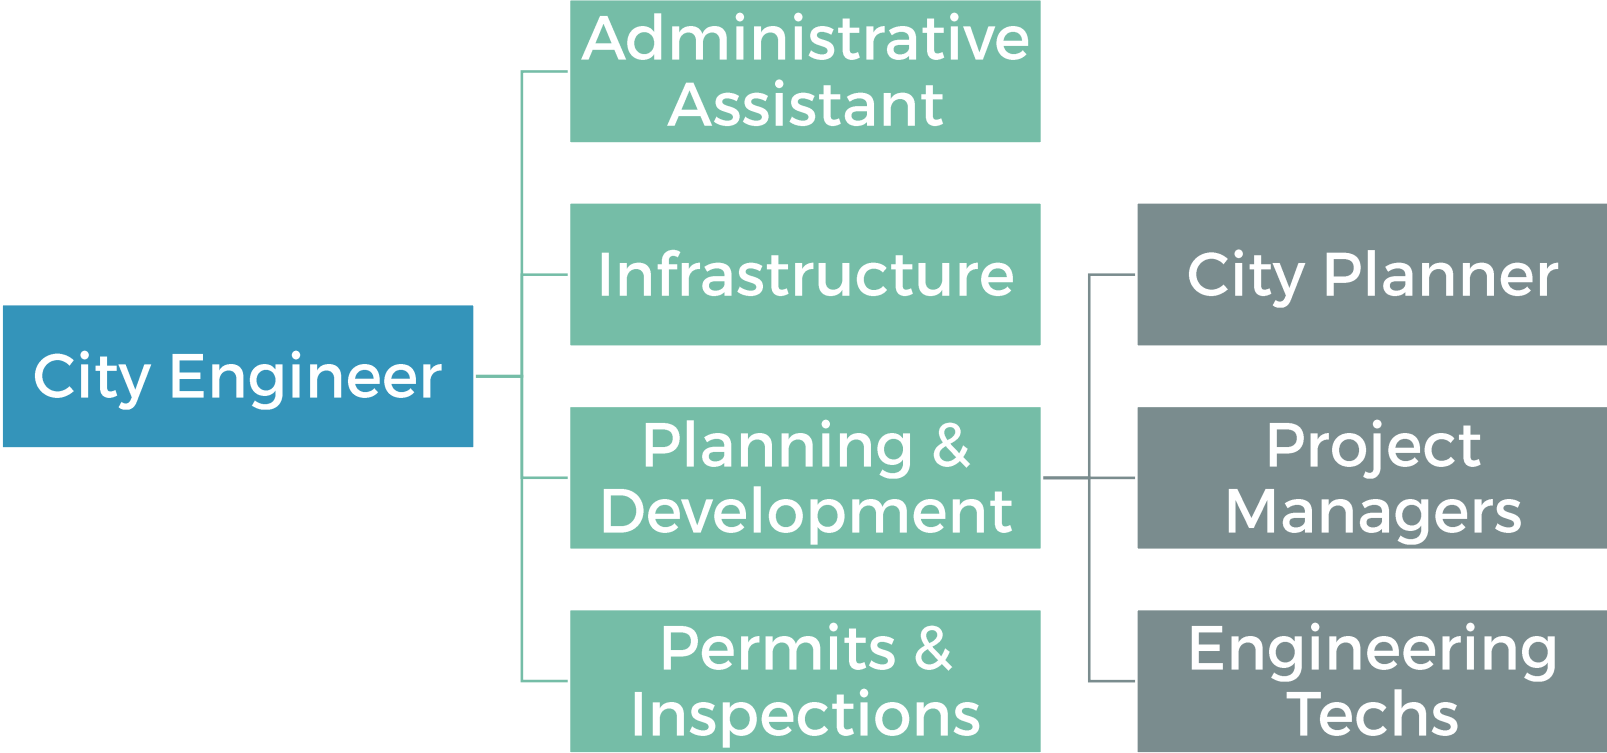 City Engineer
Administrative
Assistant
Infrastructure
Planning &
Development
Permits &
Inspections
City Planner
Project
Managers
Engineering
Techs